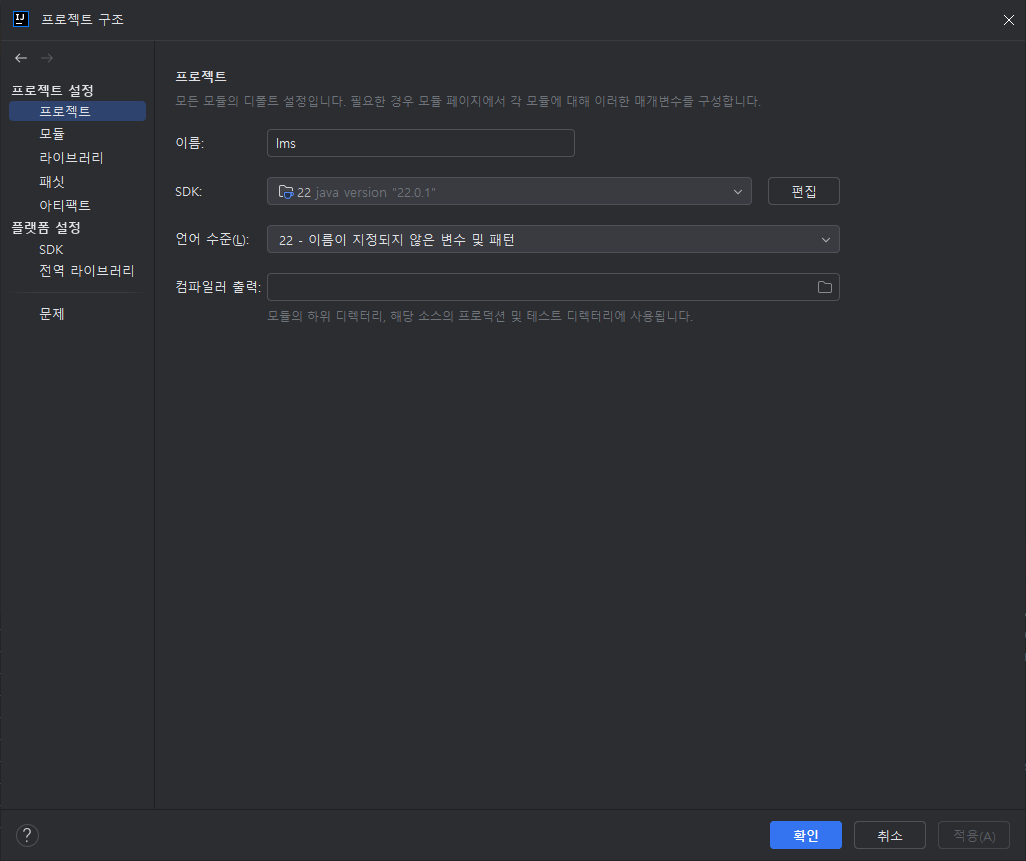 프로젝트 구조
프로젝트 설정
프로젝트
모듈
라이브러리
패싯
아티팩트
플랫폼 설정
SDK
전역 라이브러리
문제
프로젝트
모든 모듈의 디폴트 설정입니다. 필요한 경우 모듈 페이지에서 각 모듈에 대해 이러한 매개변수를 구성합니다.
이름: lms
SDK: 22 java version "22.0.1" 편집
언어 수준(L): 22 - 이름이 지정되지 않은 변수 및 패턴
컴파일러 출력:
모듈의 하위 디렉터리, 해당 소스의 프로덕션 및 테스트 디렉터리에 사용됩니다.
? 확인 취소 적용(A)